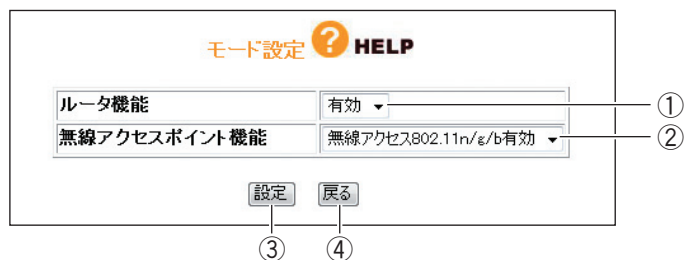 モード設定 ? HELP
ルータ機能 有効 ①
無線アクセスポイント機能 無線アクセス802.11n/g/b有効 ②
設定 戻る
③ ④